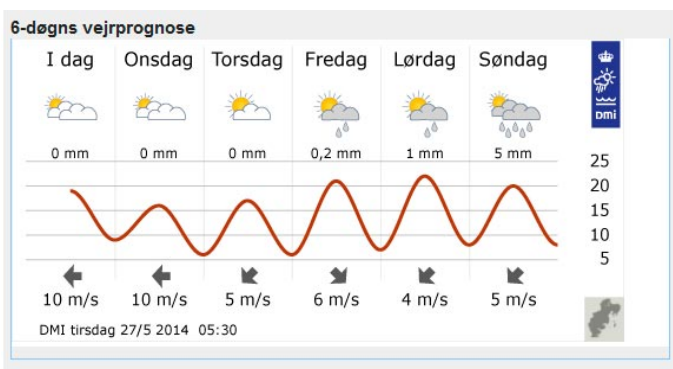 6-døgns vejrprognose
I dag Onsdag Torsdag Fredag Lørdag Søndag
DMi
0 mm 0 mm 0 mm 0,2 mm 1 mm 5 mm
25
20
15
10
5
10 m/s 10 m/s 5 m/s 6 m/s 4 m/s 5 m/s
DMI tirsdag 27/5 2014 05:30